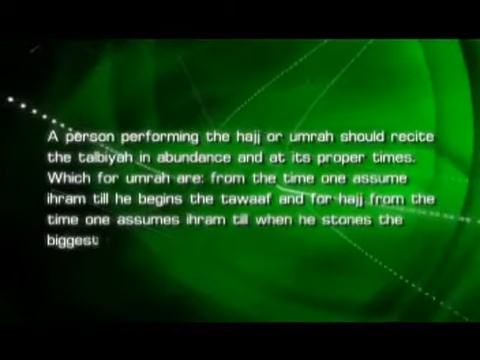 A person performing the hajj or umrah should recite
the talbiyah in abundance and at its proper times.
Which for umrah are: from the time one assume
ihram till he begins the tawaaf and for hajj from the
time one assumes ihram till when he stones the
biggest